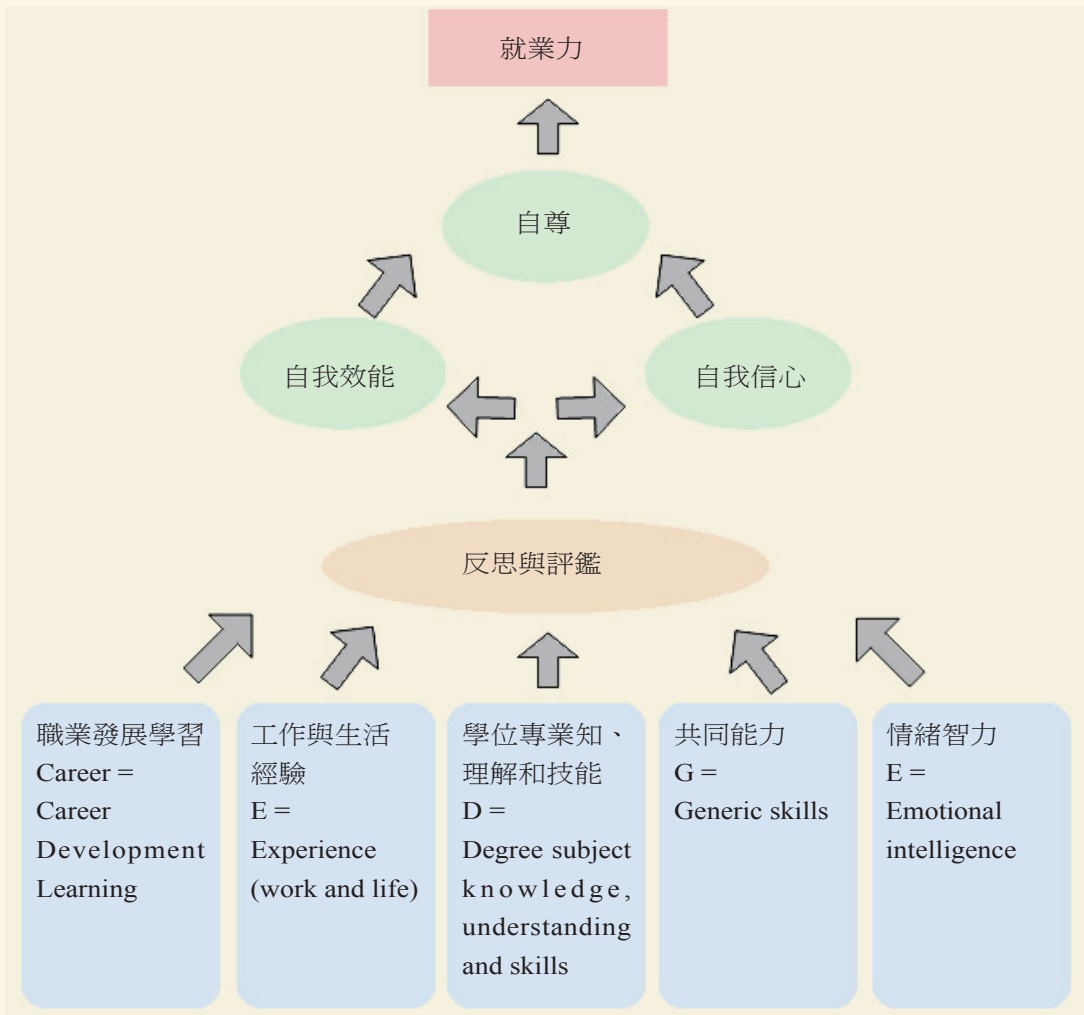 就業力
自尊
自我效能
自我信心
反思與評鑑
職業發展學習
Career =
Career
Development
Learning
工作與生活
經驗
E =
Experience
(work and life)
學位專業知、
理解和技能
D =
Degree subject
knowledge,
understanding
and skills
共同能力
G =
Generic skills
情緒智力
E =
Emotional
intelligence